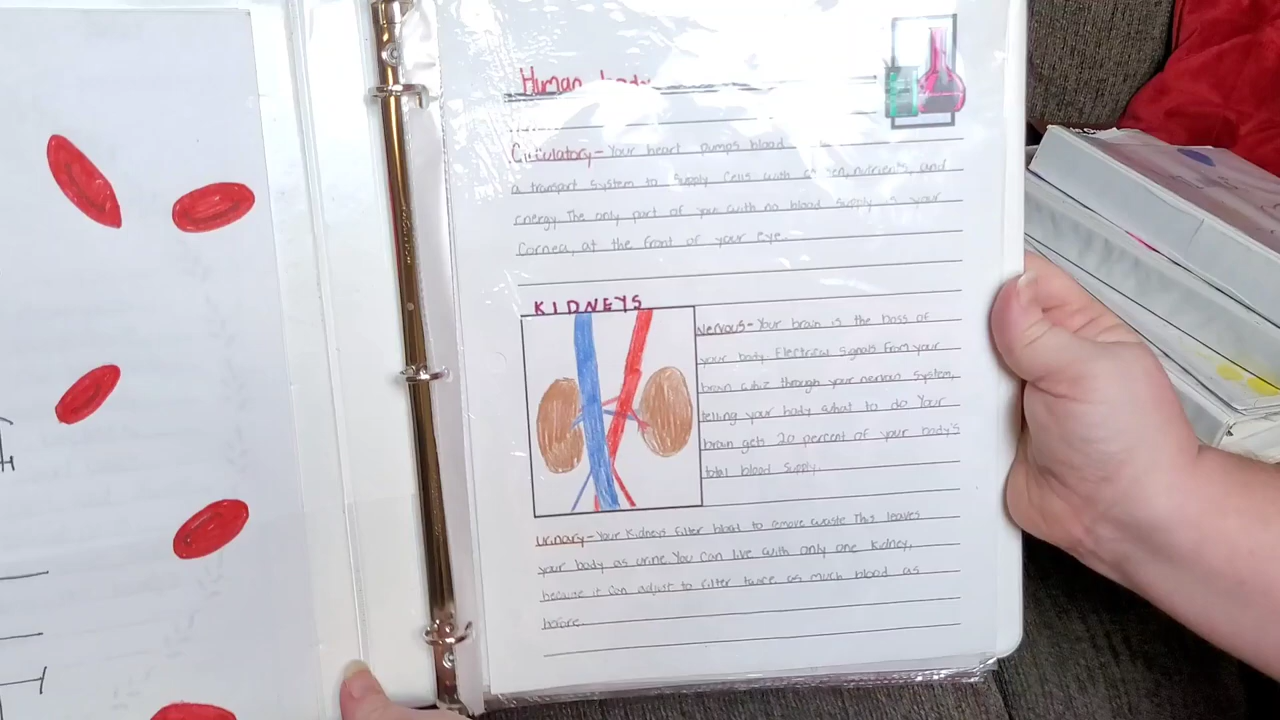 Human body
Circulatory- Your heart pumps blood
a transport system to supply cells with nutrients, and
energy The only part of you with no blood supply is your
Cornea, at the front of your eye.
KIDNEYS
Nervous- Your brain is the boss of
your body. Electrical signals from your
brain whiz through your nervous system,
telling your body what to do Your
brain gets 20 percent of your body's
total blood supply.
urinary- Your Kidneys filter blood to remove waste This leaves
your body as urine. You can live with only one kidney,
because it can adjust to filter twice as much blood as
before.